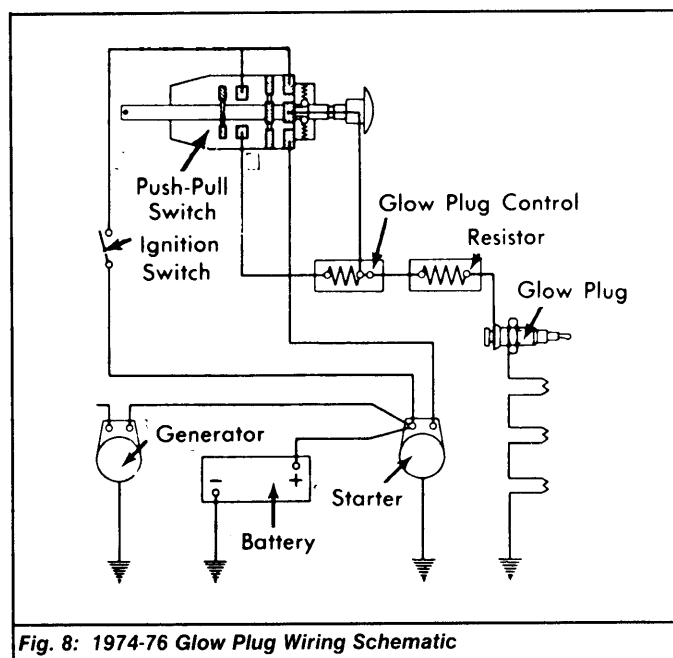 Push-Pull
Switch
Ignition
Switch
Glow Plug Control
Resistor
Glow Plug
Generator
Battery
Starter
-
+
Fig. 8: 1974-76 Glow Plug Wiring Schematic